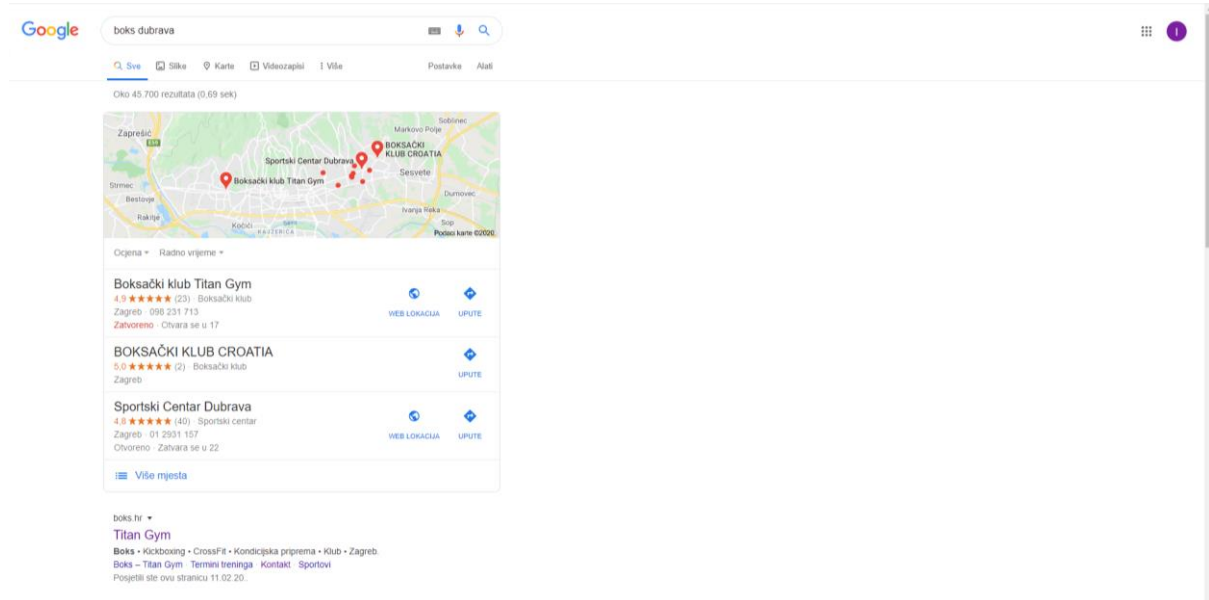 Google
boks dubrava
I
Sve Slike Karte Videozapisi Više Postavke Alati
Oko 45.700 rezultata (0,69 sek)
Soblinec
Zaprešić
Markovo Polje
BOKSAČKI
KLUB CROATIA
Sportski Centar Dubrava
Sesvete
Boksački klub Titan Gym
Strmec
Bestovje
Dumovec
Rakitje
Ivanja Reka
Sop
Podaci karte ©2020
Ocjena Radno vrijeme
Boksački klub Titan Gym
4,9 ★★★★★ (23) · Boksački klub
Zagreb · 098 231 713
Zatvoreno · Otvara se u 17
WEB LOKACIJA UPUTE
BOKSAČKI KLUB CROATIA
5,0 ★★★★★ (2) · Boksački klub
Zagreb
UPUTE
Sportski Centar Dubrava
4,8 ★★★★★ (40) · Sportski centar
Zagreb · 01 2931 157
Otvoreno · Zatvara se u 22
WEB LOKACIJA UPUTE
Više mjesta
boks.hr
Titan Gym
Boks • Kickboxing • CrossFit • Kondicijska priprema • Klub • Zagreb.
Boks – Titan Gym · Termini treninga · Kontakt · Sportovi
Posjetili ste ovu stranicu 11.02.20..